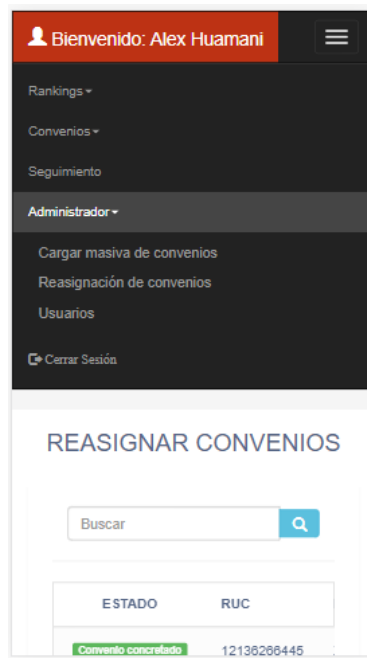 Bienvenido: Alex Huamani
Rankings
Convenios
Seguimiento
Administrador
Cargar masiva de convenios
Reasignación de convenios
Usuarios
Cerrar Sesión
REASIGNAR CONVENIOS
Buscar
ESTADO RUC
Convenio concretado 12136266445